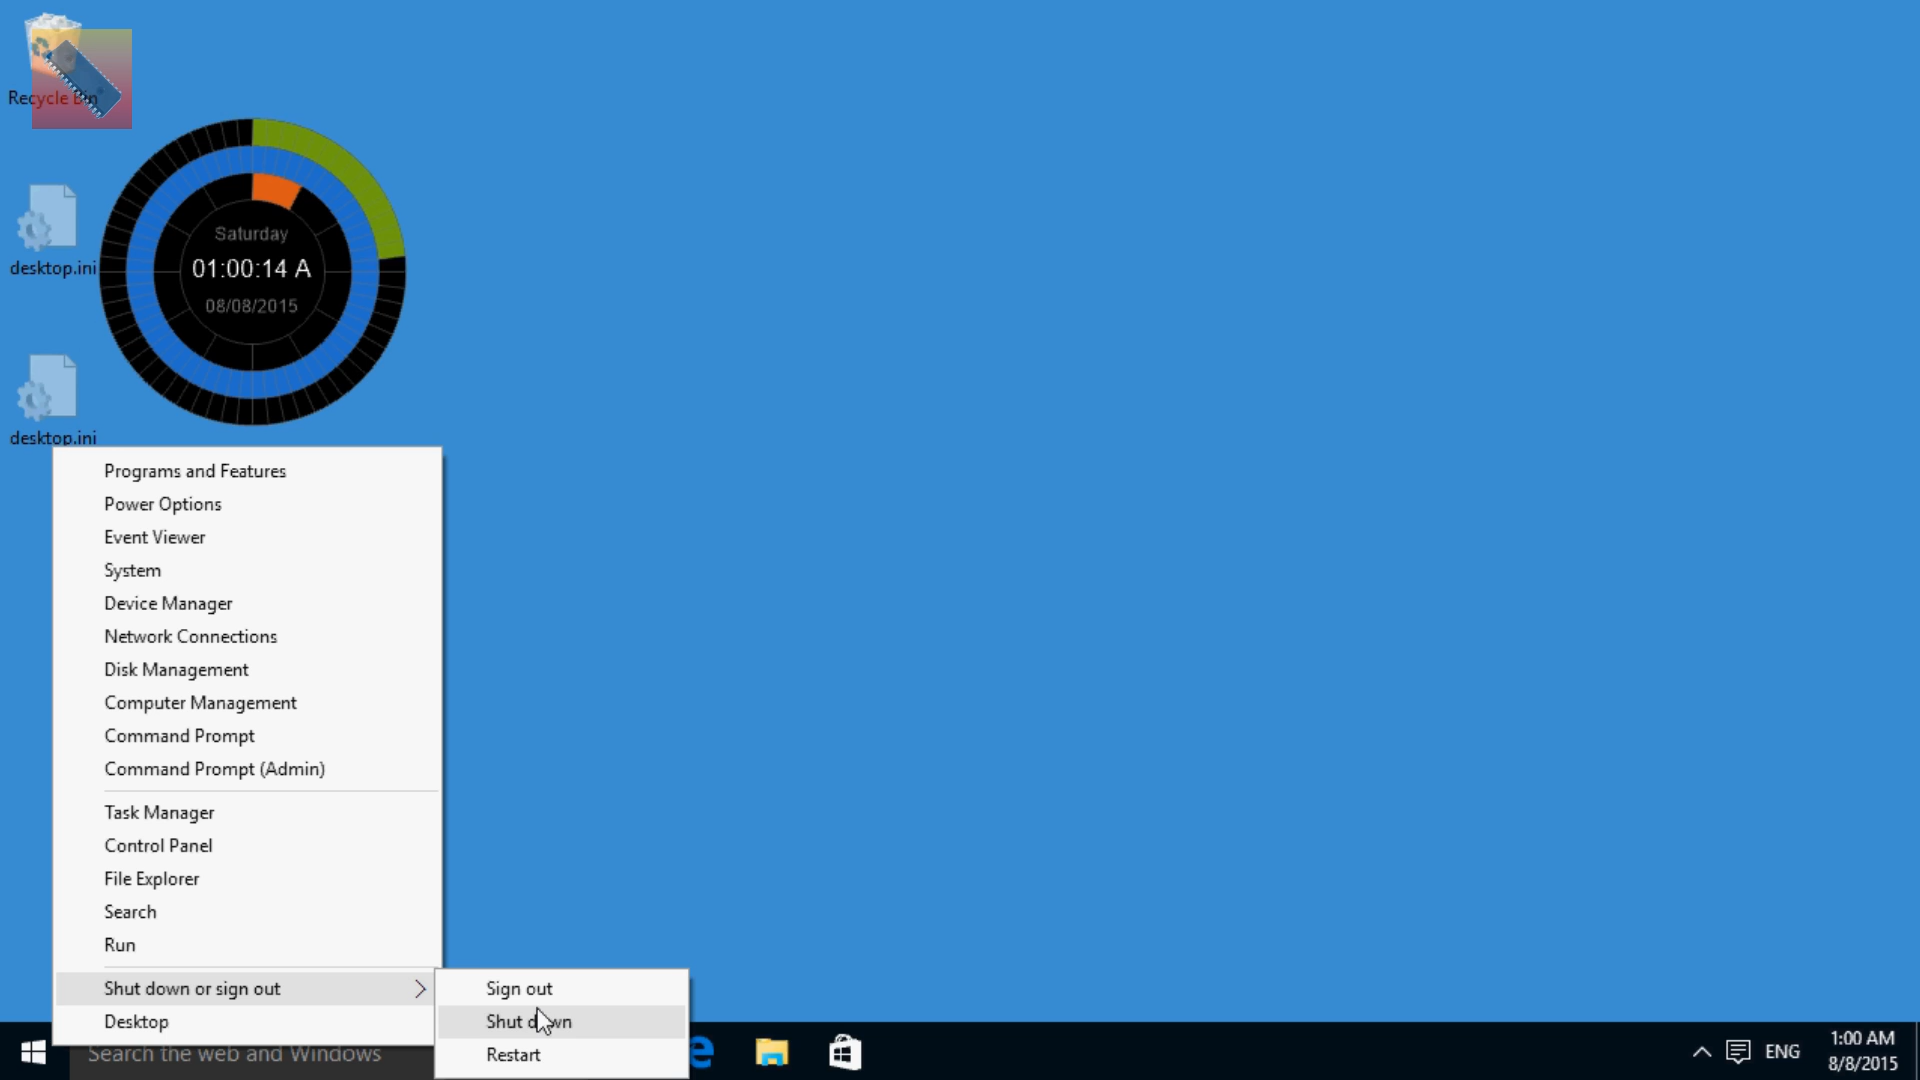 Recycle Bin
desktop.ini
Saturday
01:00:14 A
08/08/2015
desktop.ini
Programs and Features
Power Options
Event Viewer
System
Device Manager
Network Connections
Disk Management
Computer Management
Command Prompt
Command Prompt (Admin)
Task Manager
Control Panel
File Explorer
Search
Run
Shut down or sign out
Desktop
Sign out
Shut down
Restart
Search the web and Windows
ENG
1:00 AM
8/8/2015